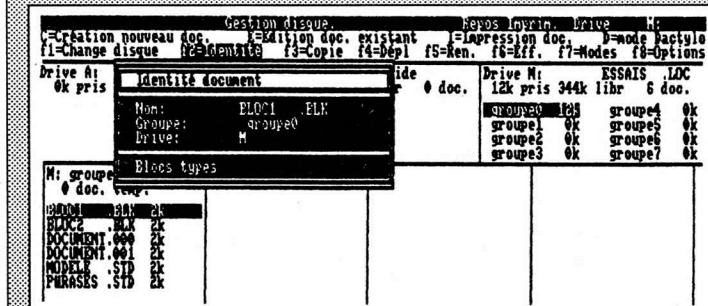 Gestion disque. Repos Imprim. Drive M:
C=Création nouveau doc. E=Edition doc. existant I=Impression doc. D=mode Dactylo
f1=Change disque f2=Identité f3=Copie f4=Dépl f5=Ren. f6=Eff. f7=Modes f8=Options
Drive A: ide Drive M: ESSAIS .LOC
0k pris 0 doc. 12k pris 344k libr 6 doc.
Identité document
Nom: BLOC1 .BLK
Groupe: groupe0
Drive: M
Blocs types
groupe0 12k groupe4 0k
groupe1 0k groupe5 0k
groupe2 0k groupe6 0k
groupe3 0k groupe7 0k
M: groupe
0 doc. temp.
BLOC1 .BLK 2k
BLOC2 .BLK 2k
DOCUMENT.000 2k
DOCUMENT.001 2k
MODELE .STD 2k
PHRASES .STD 2k